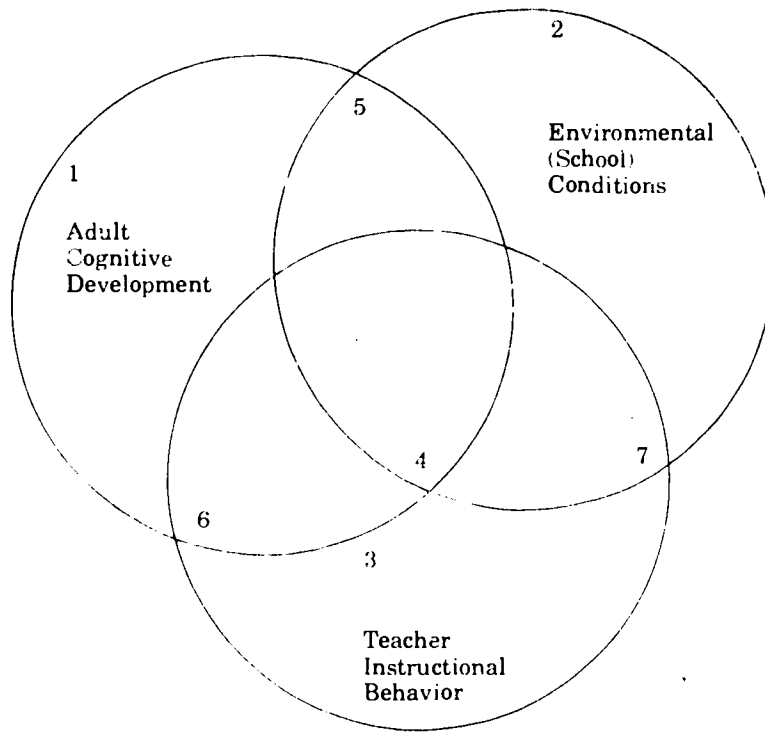 2
5
Environmental
(School)
Conditions
1
Adult
Cognitive
Development
4
7
6
3
Teacher
Instructional
Behavior